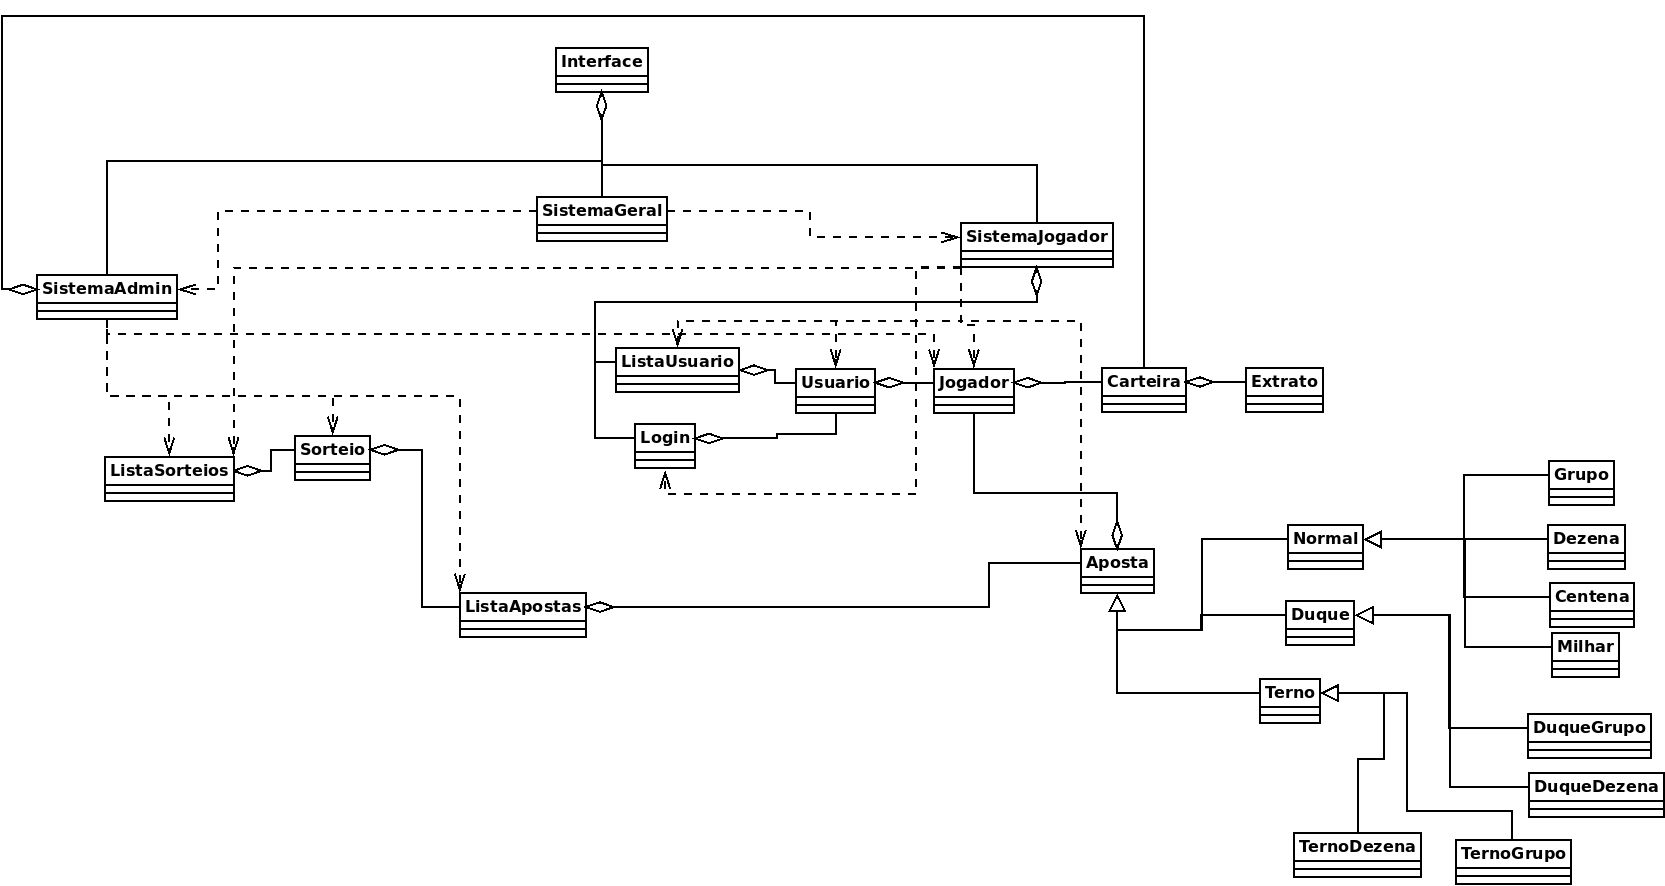 Interface
SistemaGeral
SistemaJogador
SistemaAdmin
ListaUsuario
Usuario
Jogador
Carteira
Extrato
Login
Sorteio
ListaSorteios
Grupo
Normal
Dezena
Aposta
Centena
ListaApostas
Duque
Milhar
Terno
DuqueGrupo
DuqueDezena
TernoDezena
TernoGrupo